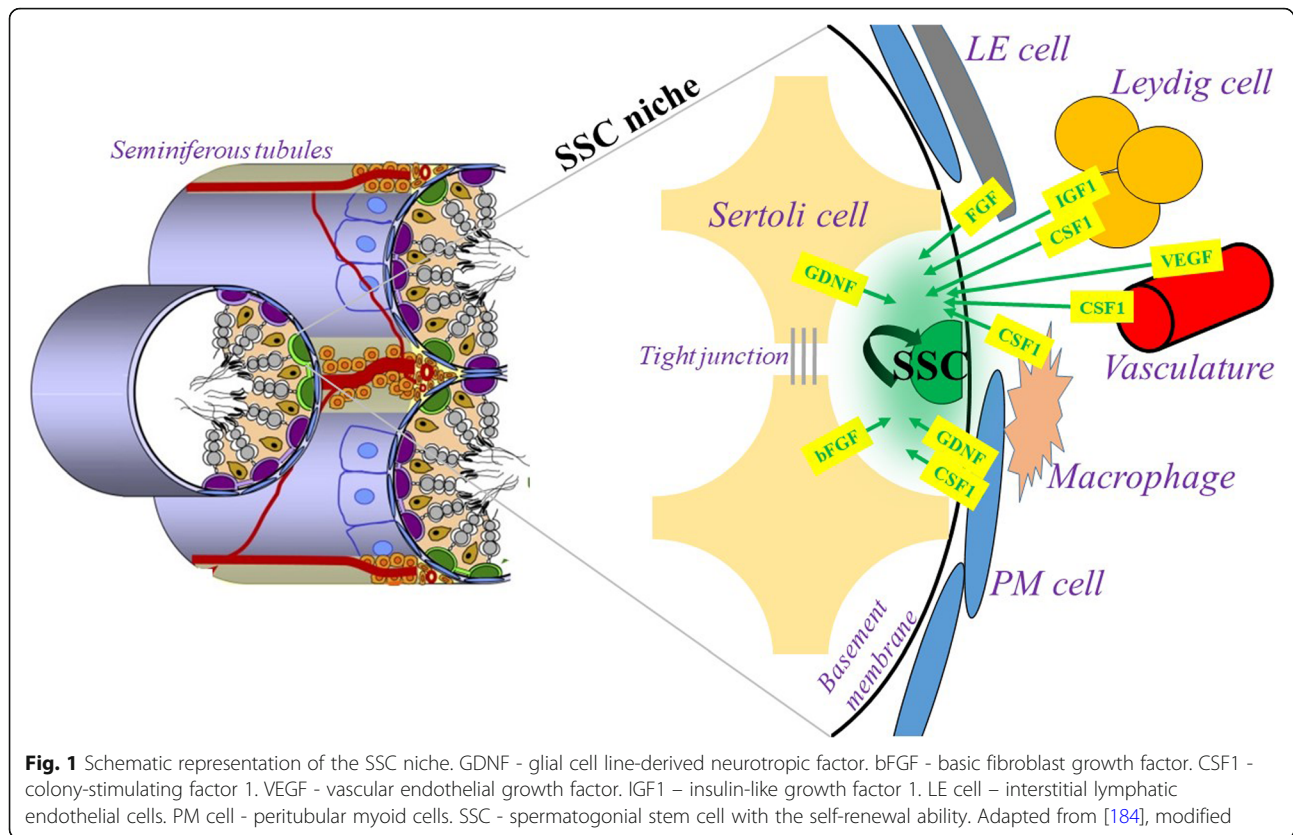 Seminiferous tubules
SSC niche
LE cell
Leydig cell
Sertoli cell
FGF
IGF1
CSF1
VEGF
GDNF
CSF1
CSF1
Tight junction
SSC
Vasculature
bFGF
GDNF
CSF1
Macrophage
PM cell
Basement
membrane
Fig. 1 Schematic representation of the SSC niche. GDNF - glial cell line-derived neurotropic factor. bFGF - basic fibroblast growth factor. CSF1 -
colony-stimulating factor 1. VEGF - vascular endothelial growth factor. IGF1 – insulin-like growth factor 1. LE cell – interstitial lymphatic
endothelial cells. PM cell - peritubular myoid cells. SSC - spermatogonial stem cell with the self-renewal ability. Adapted from [184], modified